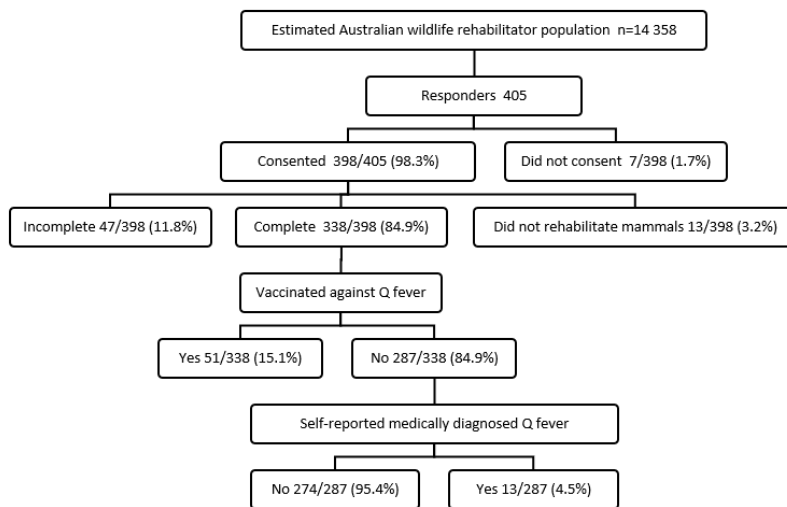 Estimated Australian wildlife rehabilitator population n=14 358
Responders 405
Consented 398/405 (98.3%)
Did not consent 7/398 (1.7%)
Incomplete 47/398 (11.8%)
Complete 338/398 (84.9%)
Did not rehabilitate mammals 13/398 (3.2%)
Vaccinated against Q fever
Yes 51/338 (15.1%)
No 287/338 (84.9%)
Self-reported medically diagnosed Q fever
No 274/287 (95.4%)
Yes 13/287 (4.5%)